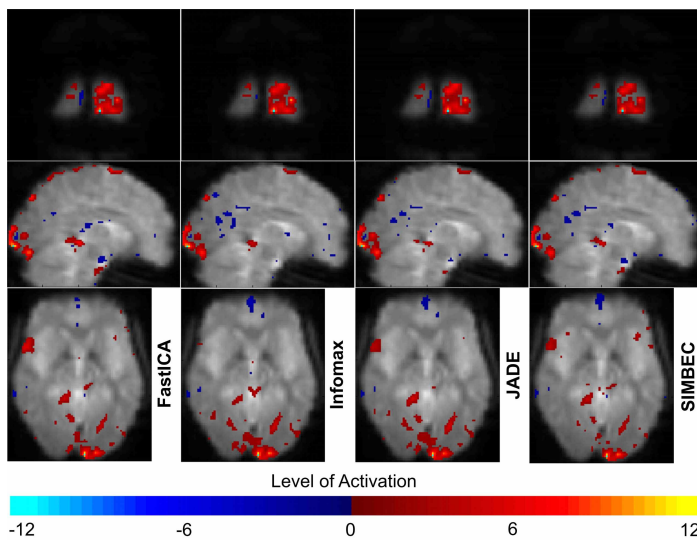 FastICA
Infomax
JADE
SIMBEC
Level of Activation
-12 -6 0 6 12